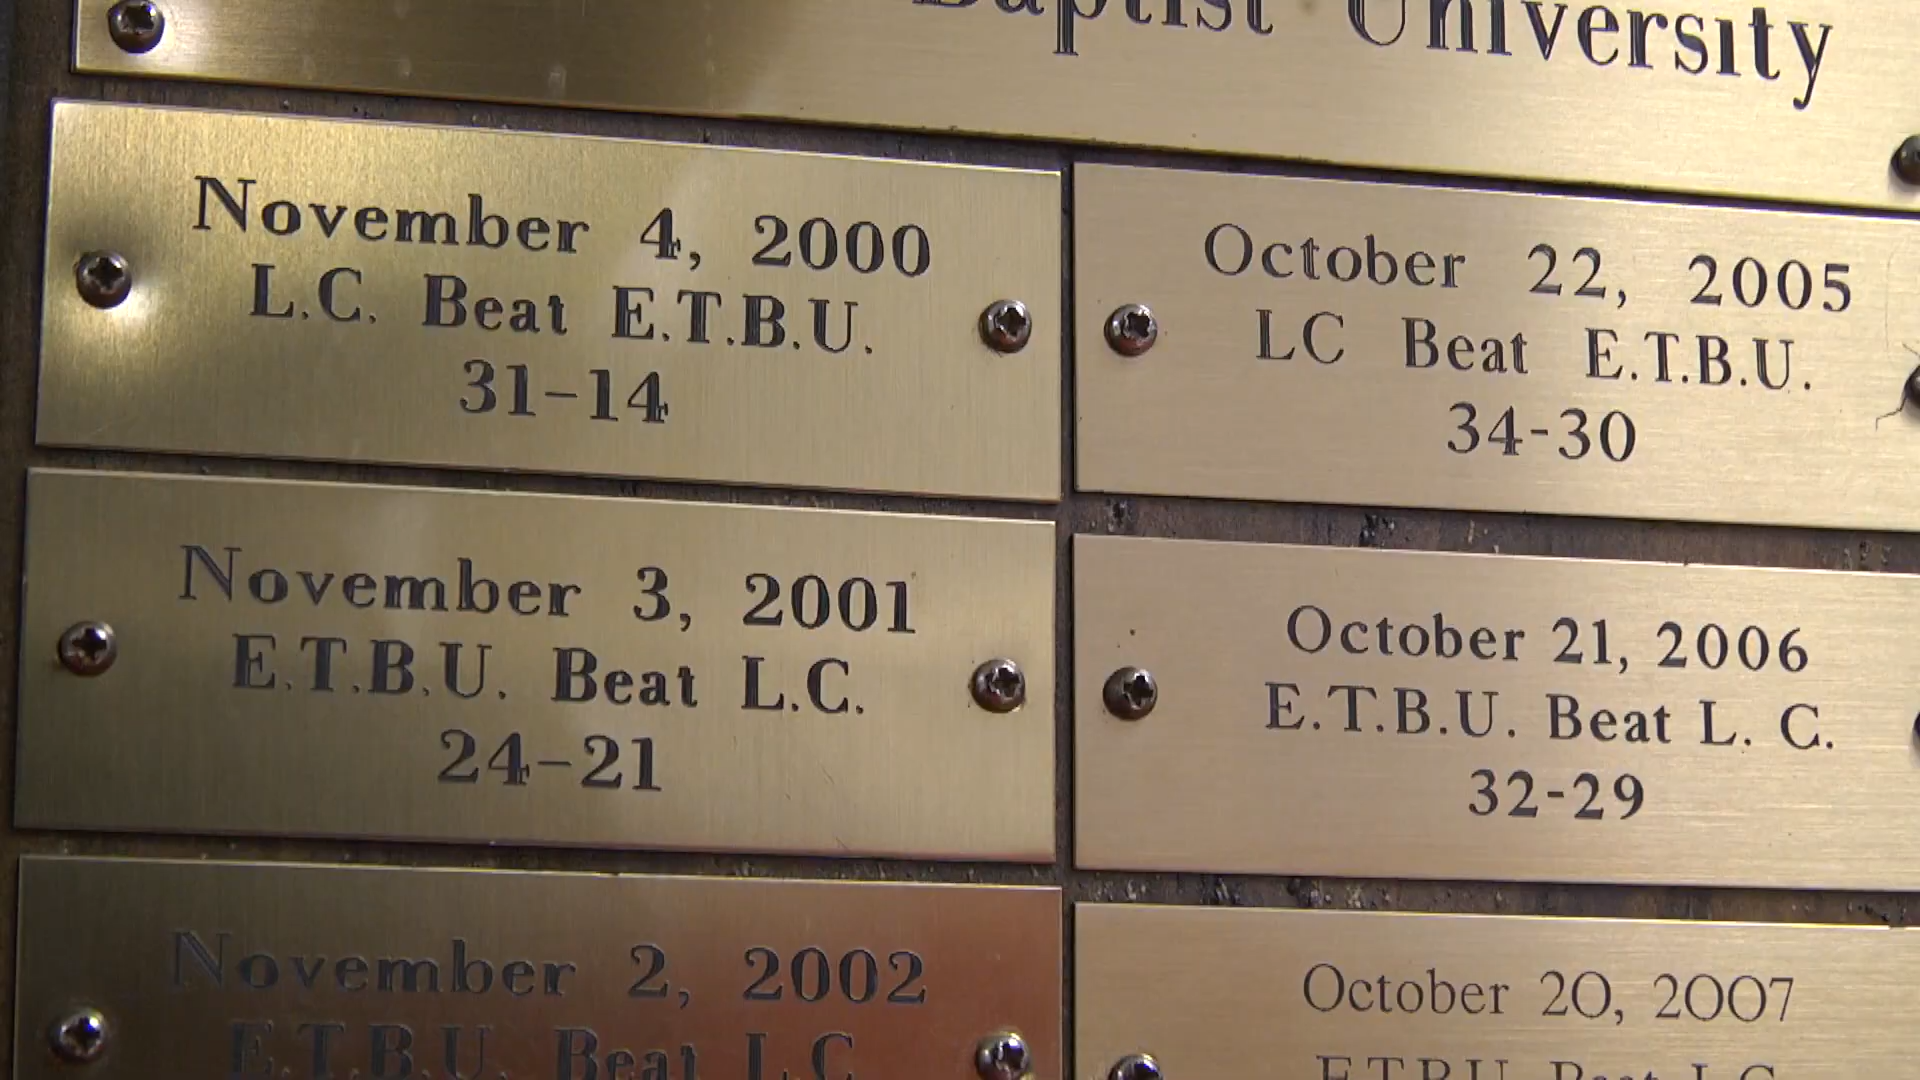 Baptist University
November 4, 2000
L.C. Beat E.T.B.U.
31-14
November 3, 2001
E.T.B.U. Beat L.C.
24-21
November 2, 2002
E.T.B.U. Beat L.C
October 22, 2005
LC Beat E.T.B.U.
34-30
October 21, 2006
E.T.B.U. Beat L. C.
32-29
October 20, 2007
E.T.B.U. Beat L.C.